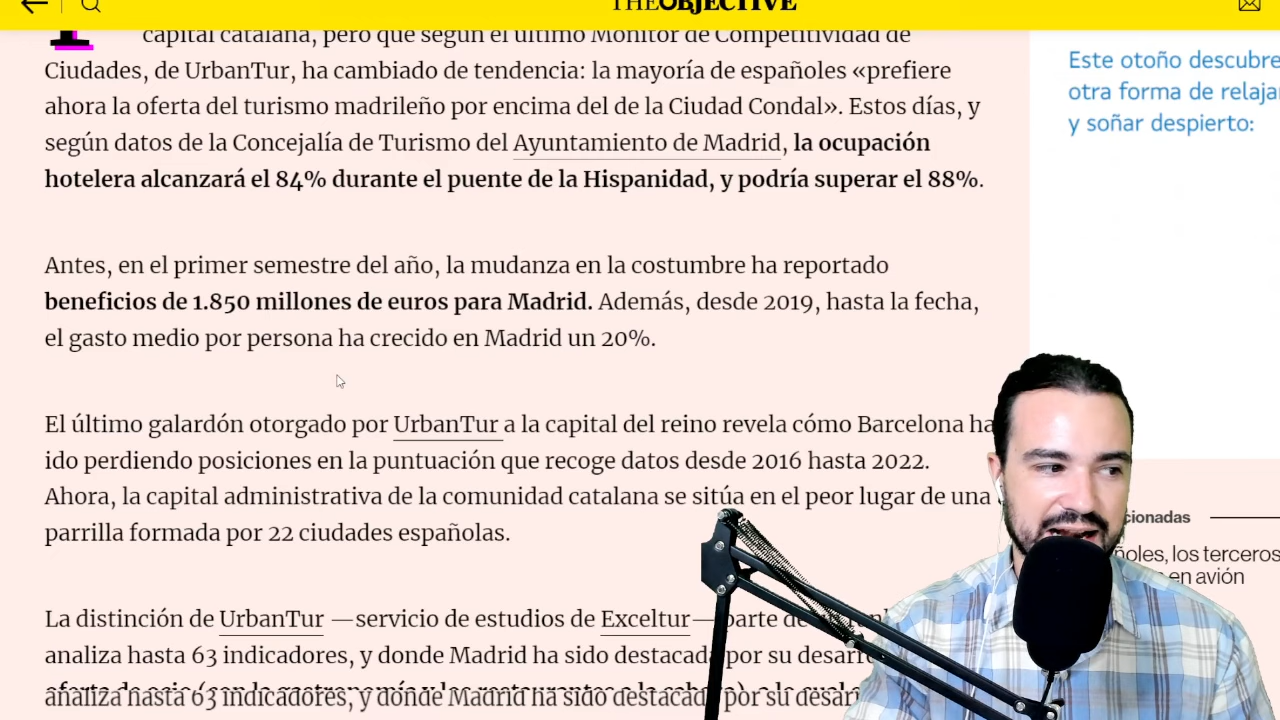 THEOBJECTIVE
capital catalana, pero que según el último Monitor de Competitividad de
Ciudades, de UrbanTur, ha cambiado de tendencia: la mayoría de españoles «prefiere
ahora la oferta del turismo madrileño por encima del de la Ciudad Condal». Estos días, y
según datos de la Concejalía de Turismo del Ayuntamiento de Madrid, la ocupación
hotelera alcanzará el 84% durante el puente de la Hispanidad, y podría superar el 88%.
Antes, en el primer semestre del año, la mudanza en la costumbre ha reportado
beneficios de 1.850 millones de euros para Madrid. Además, desde 2019, hasta la fecha,
el gasto medio por persona ha crecido en Madrid un 20%.
El último galardón otorgado por UrbanTur a la capital del reino revela cómo Barcelona ha
ido perdiendo posiciones en la puntuación que recoge datos desde 2016 hasta 2022.
Ahora, la capital administrativa de la comunidad catalana se sitúa en el peor lugar de una
parrilla formada por 22 ciudades españolas.
La distinción de UrbanTur —servicio de estudios de Exceltur— parte de
analiza hasta 63 indicadores, y donde Madrid ha sido destacada por su desarr
analiza hasta 63 indicadores, y donde Madrid ha sido destacada por su desarr
Este otoño descubre
otra forma de relaja
y soñar despierto:
cionadas
ñoles, los terceros
en avión